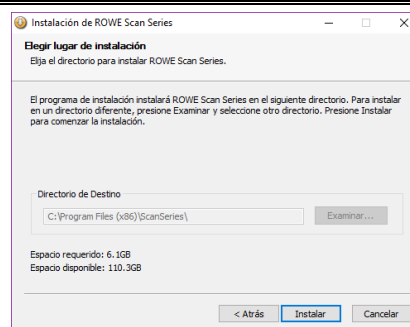 Instalación de ROWE Scan Series
Elegir lugar de instalación
Elija el directorio para instalar ROWE Scan Series.
El programa de instalación instalará ROWE Scan Series en el siguiente directorio. Para instalar
en un directorio diferente, presione Examinar y seleccione otro directorio. Presione Instalar
para comenzar la instalación.
Directorio de Destino
C:\Program Files (x86)\ScanSeries\
Examinar...
Espacio requerido: 6.1GB
Espacio disponible: 110.3GB
< Atrás
Instalar
Cancelar